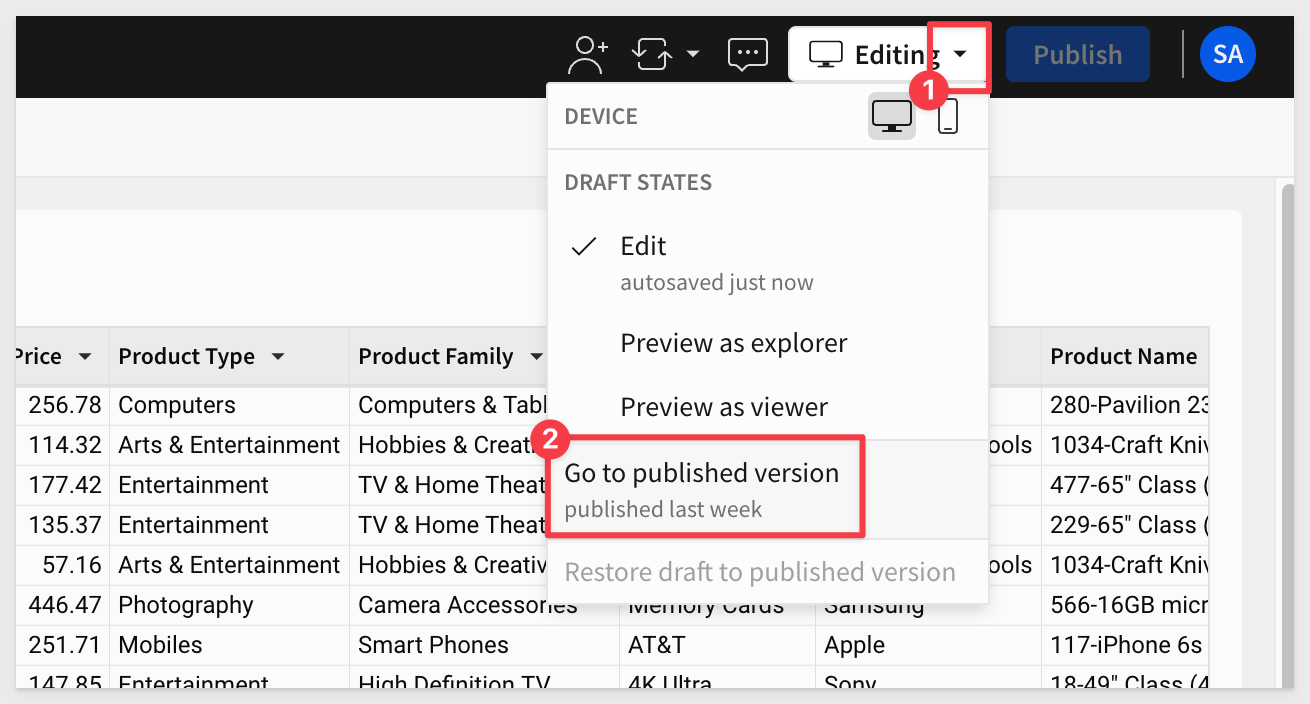 Editing
Publish
SA
1
DEVICE
DRAFT STATES
Edit
autosaved just now
Preview as explorer
Preview as viewer
2
Go to published version
published last week
Restore draft to published version
Price Product Type Product Family Product Name
256.78 Computers Computers & Tabl 280-Pavilion 23
114.32 Arts & Entertainment Hobbies & Creati ools 1034-Craft Kniv
177.42 Entertainment TV & Home Theat 477-65" Class (
135.37 Entertainment TV & Home Theat 229-65" Class (
57.16 Arts & Entertainment Hobbies & Creativ ools 1034-Craft Kniv
446.47 Photography Camera Accessories Memory Cards Samsung 566-16GB micr
251.71 Mobiles Smart Phones AT&T Apple 117-iPhone 6s
147.85 Entertainment High Definition TV 4K Ultra Sony 18-49" Class (4